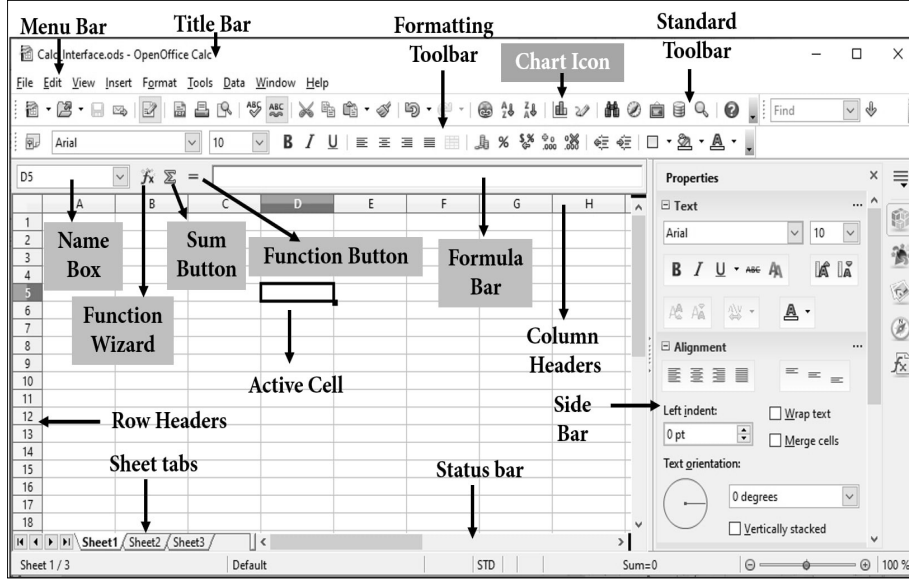 Menu Bar
Title Bar
Formatting Toolbar
Standard Toolbar
Chart Icon
Calc Interface.ods - OpenOffice Calc
File Edit View Insert Format Tools Data Window Help
Find
Arial 10
D5
A B C D E F G H
1
2
3
4
5
6
7
8
9
10
11
12
13
14
15
16
17
18
Name Box
Function Wizard
Sum Button
Function Button
Formula Bar
Active Cell
Column Headers
Row Headers
Side Bar
Sheet tabs
Status bar
Properties
Text
Arial 10
Alignment
Left indent:
0 pt
Wrap text
Merge cells
Text orientation:
0 degrees
Vertically stacked
Sheet1 Sheet2 Sheet3
Sheet 1 / 3 Default STD Sum=0 100 %